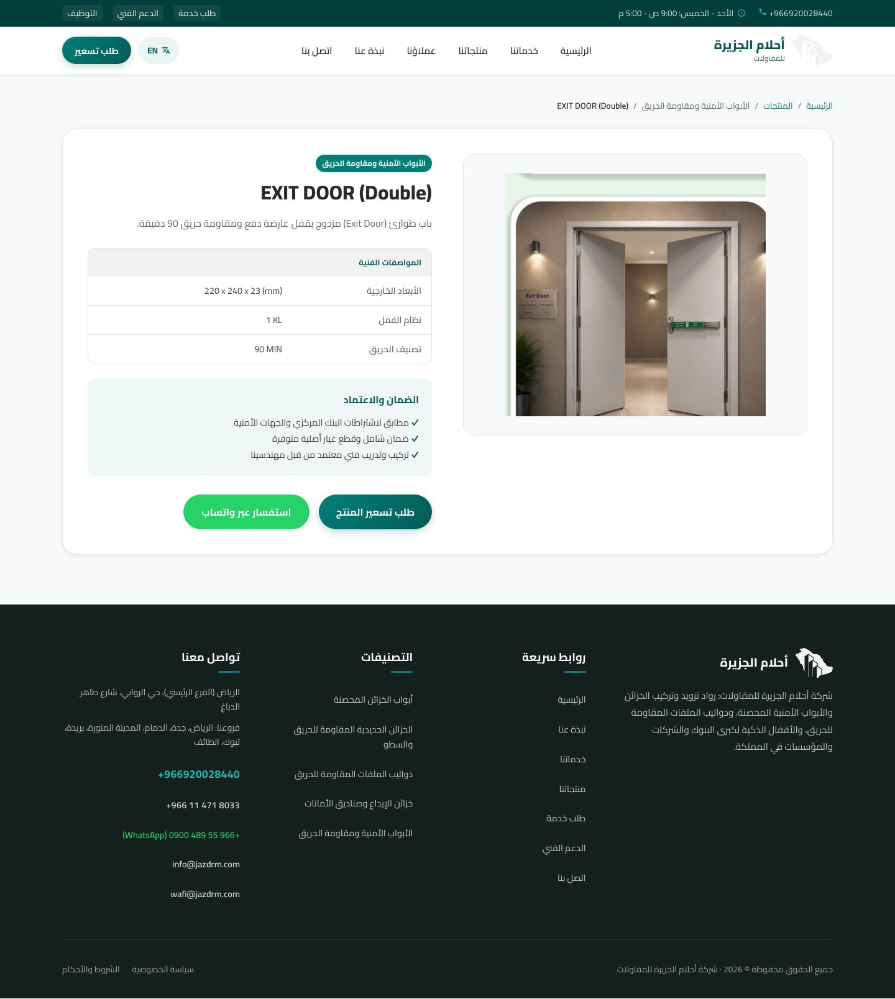 +966920028440
الأحد - الخميس: 9:00 ص - 5:00 م
طلب خدمة
الدعم الفني
التوظيف
أحلام الجزيرة
للمقاولات
الرئيسية
خدماتنا
منتجاتنا
عملاؤنا
نبذة عنا
اتصل بنا
EN
طلب تسعير
الرئيسية / المنتجات / الأبواب الأمنية ومقاومة الحريق / EXIT DOOR (Double)
Exit Door
الأبواب الأمنية ومقاومة الحريق
EXIT DOOR (Double)
باب طوارئ (Exit Door) مزدوج بقفل عارضة دفع ومقاومة حريق 90 دقيقة.
المواصفات الفنية
الأبعاد الخارجية 220 x 240 x 23 (mm)
نظام القفل 1 KL
تصنيف الحريق 90 MIN
الضمان والاعتماد
مطابق لاشتراطات البنك المركزي والجهات الأمنية
ضمان شامل وقطع غيار أصلية متوفرة
تركيب وتدريب فني معتمد من قبل مهندسينا
طلب تسعير المنتج
استفسار عبر واتساب
أحلام الجزيرة
شركة أحلام الجزيرة للمقاولات: رواد تزويد وتركيب الخزائن
والأبواب الأمنية المحصنة، ودواليب الملفات المقاومة
للحريق، والأقفال الذكية لكبرى البنوك والشركات
والمؤسسات في المملكة.
روابط سريعة
الرئيسية
نبذة عنا
خدماتنا
منتجاتنا
طلب خدمة
الدعم الفني
اتصل بنا
التصنيفات
أبواب الخزائن المحصنة
الخزائن الحديدية المقاومة للحريق
والسطو
دواليب الملفات المقاومة للحريق
خزائن الإيداع وصناديق الأمانات
الأبواب الأمنية ومقاومة الحريق
تواصل معنا
الرياض (الفرع الرئيسي)، حي الروابي، شارع طاهر
الدباغ
فروعنا: الرياض، جدة، الدمام، المدينة المنورة، بريدة،
تبوك، الطائف
+966920028440
+966 11 471 8033
+966 55 489 0900 (WhatsApp)
info@jazdrm.com
wafi@jazdrm.com
جميع الحقوق محفوظة © 2026 · شركة أحلام الجزيرة للمقاولات
سياسة الخصوصية
الشروط والأحكام